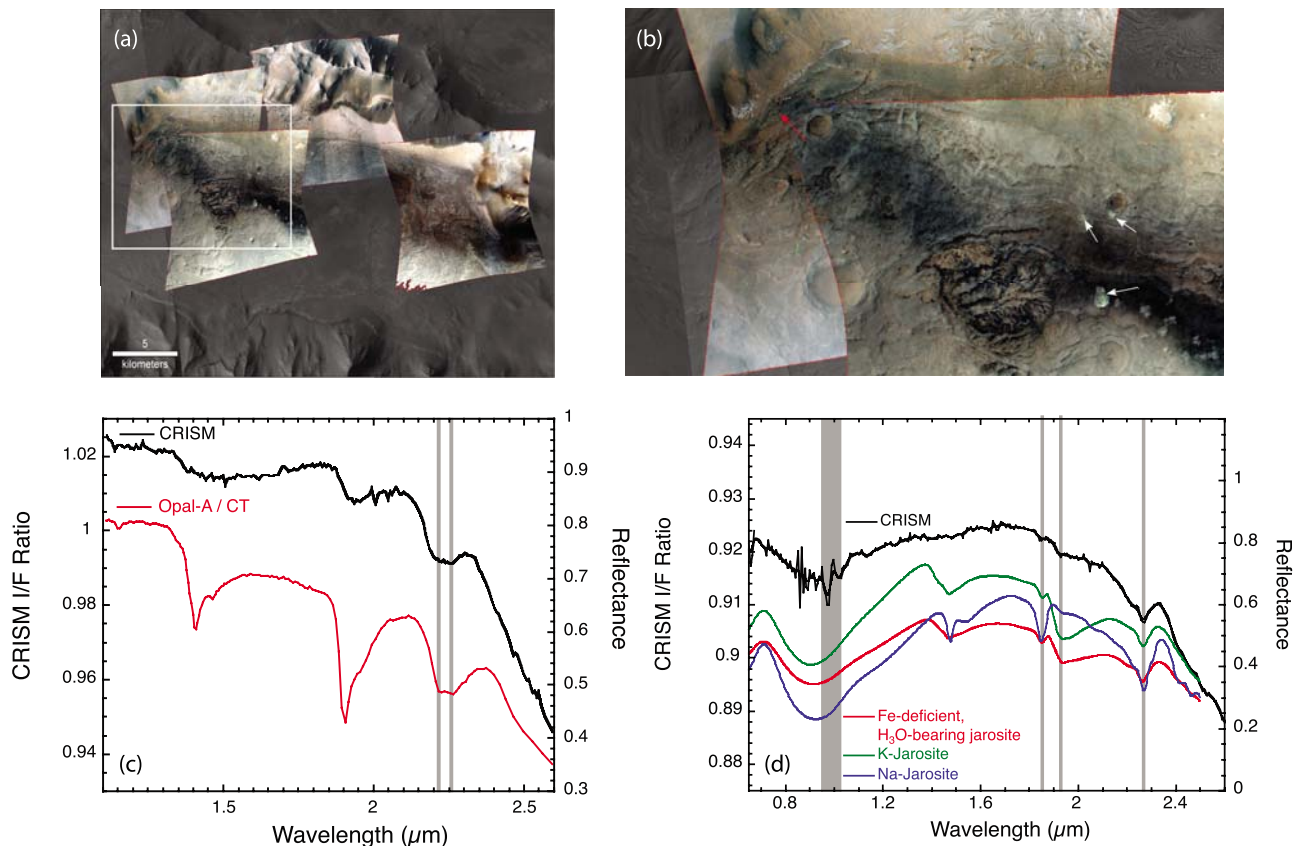 (a)
5
kilometers
(b)
CRISM I/F Ratio
1.02
1
0.98
0.96
0.94
CRISM
Opal-A / CT
(c)
1
0.9
0.8
0.7
0.6
0.5
0.4
0.3
Reflectance
1.5
2
2.5
Wavelength (µm)
CRISM I/F Ratio
0.94
0.93
0.92
0.91
0.9
0.89
0.88
CRISM
Fe-deficient,
H₃O-bearing jarosite
K-Jarosite
Na-Jarosite
(d)
1
0.8
0.6
0.4
0.2
0
Reflectance
0.8
1.2
1.6
2
2.4
Wavelength (µm)